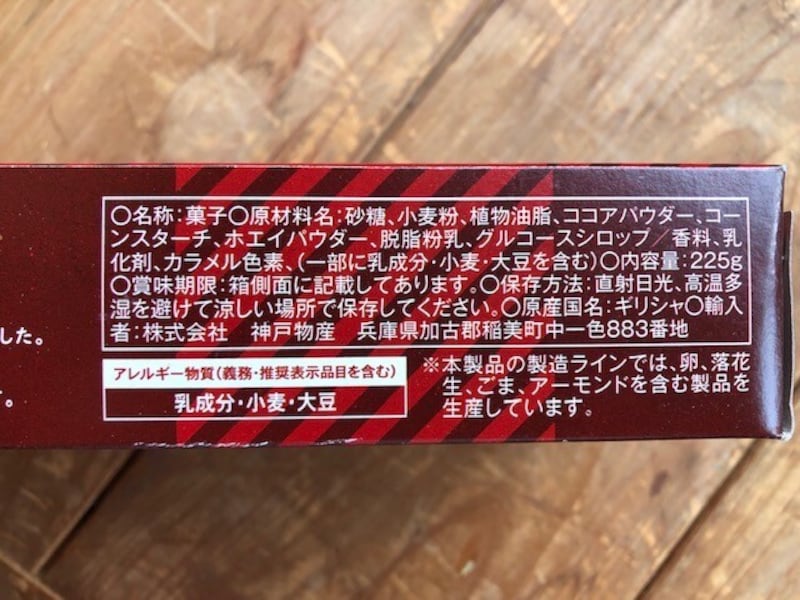 ○名称:菓子○原材料名:砂糖、小麦粉、植物油脂、ココアパウダー、コー
ンスターチ、ホエイパウダー、脱脂粉乳、グルコースシロップ／香料、乳
化剤、カラメル色素、(一部に乳成分・小麦・大豆を含む)○内容量:225g
○賞味期限:箱側面に記載してあります。○保存方法:直射日光、高温多
湿を避けて涼しい場所で保存してください。○原産国名:ギリシャ○輸入
者:株式会社 神戸物産 兵庫県加古郡稲美町中一色883番地
した。
。
アレルギー物質(義務・推奨表示品目を含む)
乳成分・小麦・大豆
※本製品の製造ラインでは、卵、落花
生、ごま、アーモンドを含む製品を
生産しています。